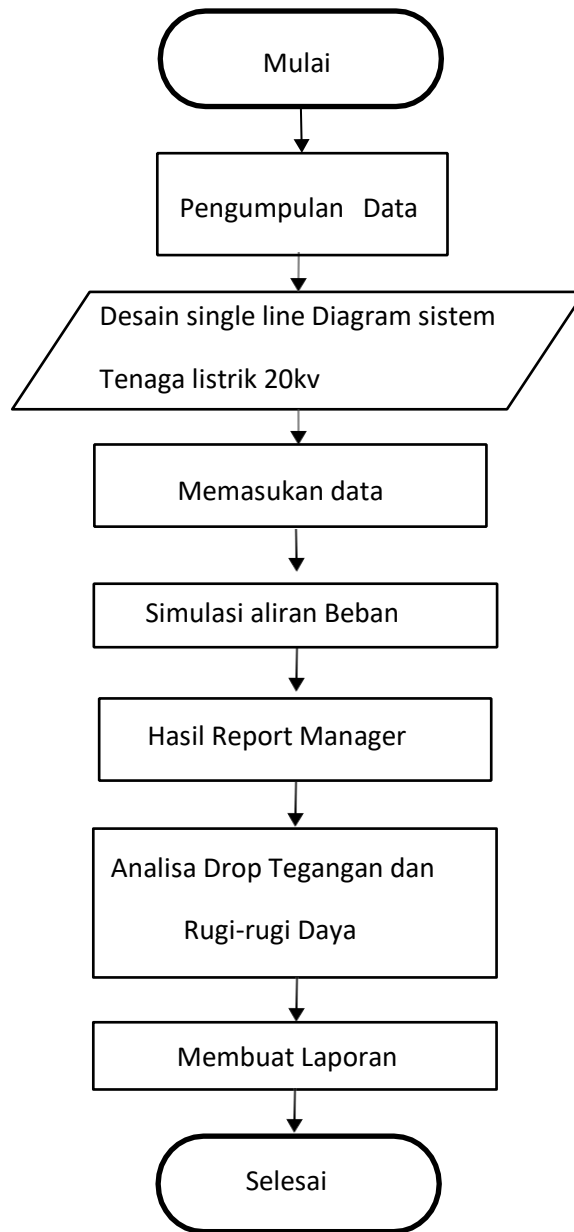 Mulai
Pengumpulan Data
Desain single line Diagram sistem
Tenaga listrik 20kv
Memasukan data
Simulasi aliran Beban
Hasil Report Manager
Analisa Drop Tegangan dan
Rugi-rugi Daya
Membuat Laporan
Selesai